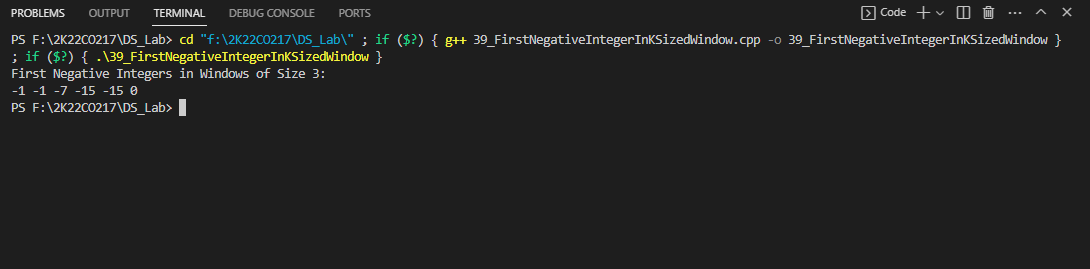 PROBLEMS OUTPUT TERMINAL DEBUG CONSOLE PORTS Code
PS F:\2K22CO217\DS_Lab> cd "f:\2K22CO217\DS_Lab\" ; if ($?) { g++ 39_FirstNegativeIntegerInKSizedWindow.cpp -o 39_FirstNegativeIntegerInKSizedWindow }
; if ($?) { .\39_FirstNegativeIntegerInKSizedWindow }
First Negative Integers in Windows of Size 3:
-1 -1 -7 -15 -15 0
PS F:\2K22CO217\DS_Lab>